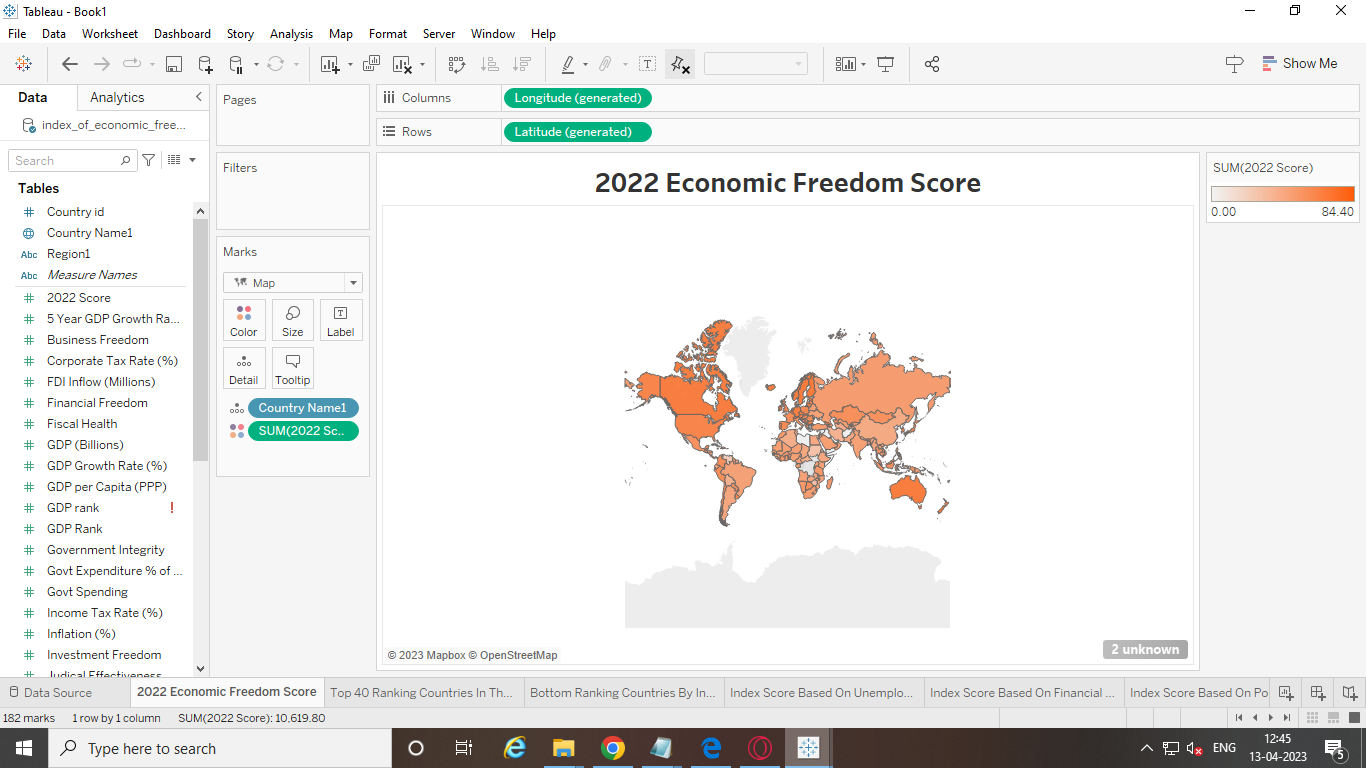 Tableau - Book1
File Data Worksheet Dashboard Story Analysis Map Format Server Window Help
Show Me
Data Analytics
index_of_economic_free...
Search
Tables
Country id
Country Name1
Abc Region1
Abc Measure Names
2022 Score
5 Year GDP Growth Ra...
Business Freedom
Corporate Tax Rate (%)
FDI Inflow (Millions)
Financial Freedom
Fiscal Health
GDP (Billions)
GDP Growth Rate (%)
GDP per Capita (PPP)
GDP rank !
GDP Rank
Government Integrity
Govt Expenditure % of ...
Govt Spending
Income Tax Rate (%)
Inflation (%)
Investment Freedom
Judical Effectiveness
Pages
Filters
Marks
Map
Color Size Label
Detail Tooltip
Country Name1
SUM(2022 Sc..
Columns Longitude (generated)
Rows Latitude (generated)
2022 Economic Freedom Score
© 2023 Mapbox © OpenStreetMap
2 unknown
SUM(2022 Score)
0.00 84.40
Data Source 2022 Economic Freedom Score Top 40 Ranking Countries In Th... Bottom Ranking Countries By In... Index Score Based On Unemplo... Index Score Based On Financial ... Index Score Based On Po
182 marks 1 row by 1 column SUM(2022 Score): 10,619.80
Type here to search
ENG
12:45
13-04-2023
5